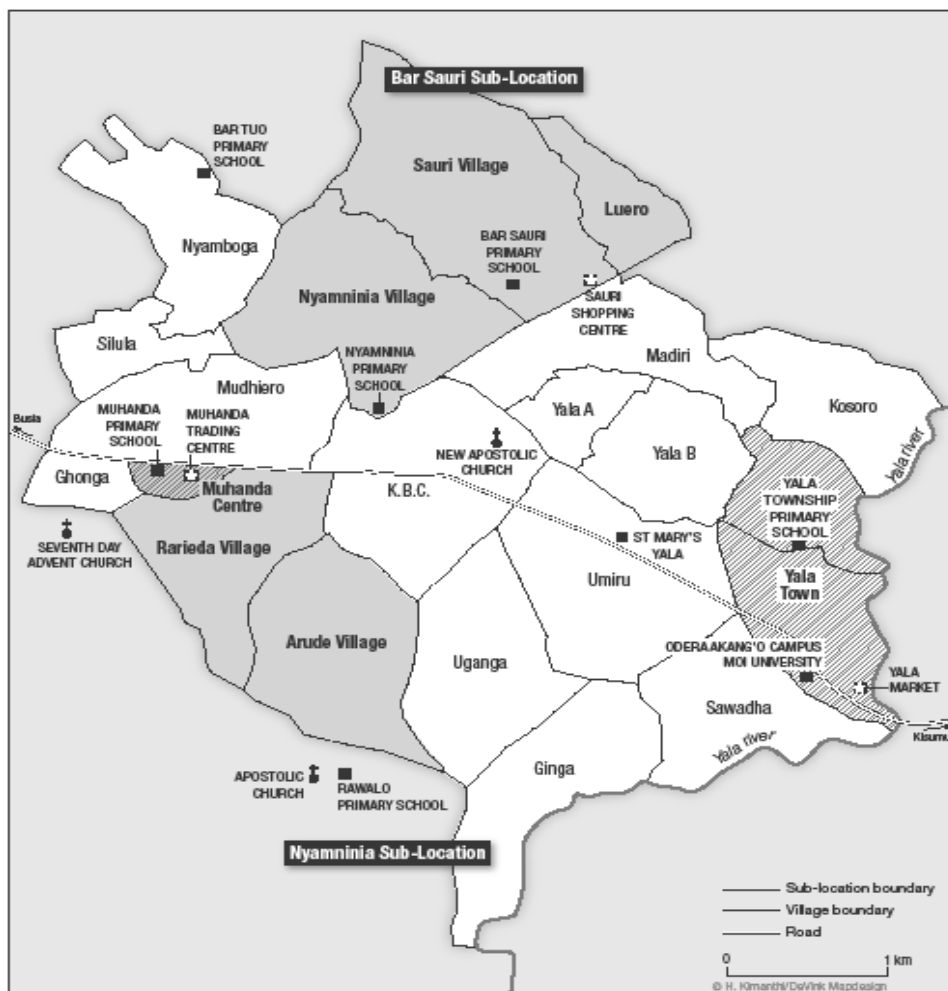 Bar Sauri Sub-Location
BAR TUO
PRIMARY
SCHOOL
Sauri Village
Luero
Nyamboga
BAR SAURI
PRIMARY
SCHOOL
Nyamninia Village
SAURI
SHOPPING
CENTRE
Silula
NYAMNINIA
PRIMARY
SCHOOL
Madiri
Mudhiero
Kosoro
Busia
MUHANDA
PRIMARY
SCHOOL
MUHANDA
TRADING
CENTRE
Yala A
Yala B
Yala river
NEW APOSTOLIC
CHURCH
Ghonga
Muhanda
Centre
K.B.C.
YALA
TOWNSHIP
PRIMARY
SCHOOL
SEVENTH DAY
ADVENT CHURCH
Rarieda Village
ST MARY'S
YALA
Umiru
Yala
Town
Arude Village
Uganga
ODERAAKANG'O CAMPUS
MOI UNIVERSITY
YALA
MARKET
Sawadha
Kisumu
Yala river
APOSTOLIC
CHURCH
RAWALO
PRIMARY SCHOOL
Ginga
Nyamninia Sub-Location
Sub-location boundary
Village boundary
Road
0 1 km
© H. Kimanthi/DeVink Mapdesign